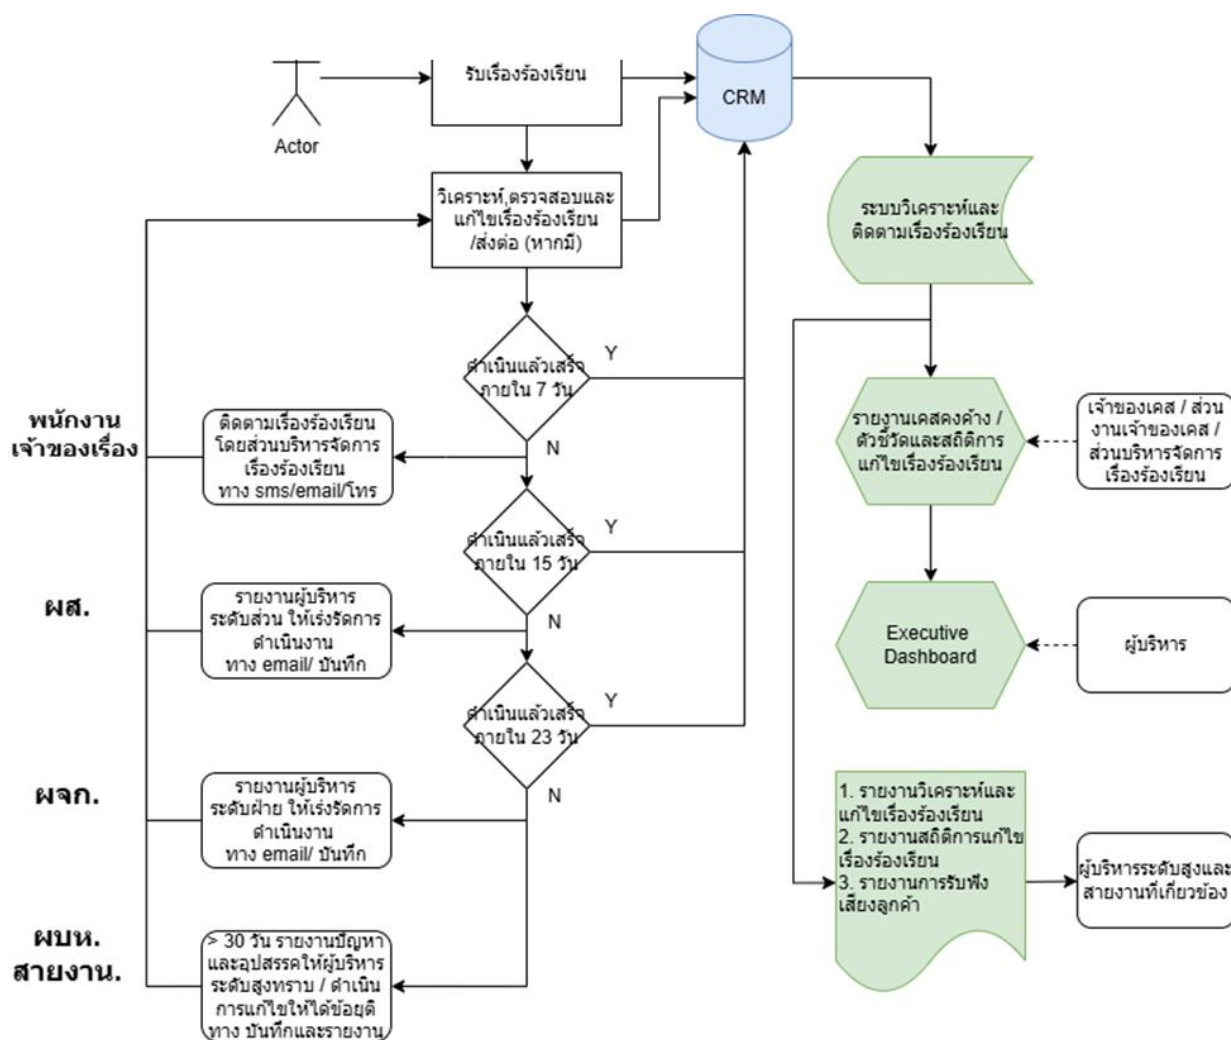 รับเรื่องร้องเรียน
CRM
Actor
วิเคราะห์,ตรวจสอบและ
แก้ไขเรื่องร้องเรียน
/ส่งต่อ (หากมี)
ระบบวิเคราะห์และ
ติดตามเรื่องร้องเรียน
ดำเนินแล้วเสร็จ
ภายใน 7 วัน
Y
N
พนักงาน
เจ้าของเรื่อง
ติดตามเรื่องร้องเรียน
โดยส่วนบริหารจัดการ
เรื่องร้องเรียน
ทาง sms/email/โทร
รายงานเคสคงค้าง /
ตัวชี้วัดและสถิติการ
แก้ไขเรื่องร้องเรียน
เจ้าของเคส / ส่วน
งานเจ้าของเคส /
ส่วนบริหารจัดการ
เรื่องร้องเรียน
ดำเนินแล้วเสร็จ
ภายใน 15 วัน
Y
N
ผส.
รายงานผู้บริหาร
ระดับส่วน ให้เร่งรัดการ
ดำเนินงาน
ทาง email/ บันทึก
Executive
Dashboard
ผู้บริหาร
ดำเนินแล้วเสร็จ
ภายใน 23 วัน
Y
N
ผจก.
รายงานผู้บริหาร
ระดับฝ่าย ให้เร่งรัดการ
ดำเนินงาน
ทาง email/ บันทึก
1. รายงานวิเคราะห์และ
แก้ไขเรื่องร้องเรียน
2. รายงานสถิติการแก้ไข
เรื่องร้องเรียน
3. รายงานการรับฟัง
เสียงลูกค้า
ผู้บริหารระดับสูงและ
สายงานที่เกี่ยวข้อง
ผบห.
สายงาน.
> 30 วัน รายงานปัญหา
และอุปสรรคให้ผู้บริหาร
ระดับสูงทราบ / ดำเนิน
การแก้ไขให้ได้ข้อยุติ
ทาง บันทึกและรายงาน